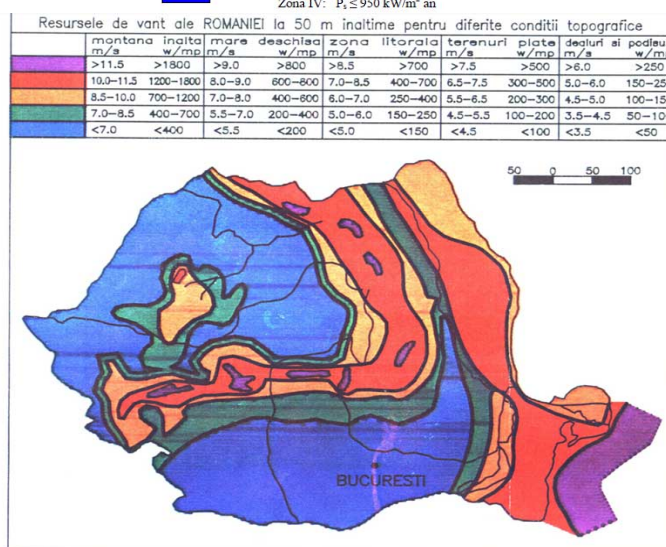 Zona IV: P₀ ≤ 950 kW/m² an
Resursele de vant ale ROMANIEI la 50 m inaltime pentru diferite conditii topografice
montana inalta mare deschisa zona litorala terenuri plate dealuri si podisu
m/s w/mp m/s w/mp m/s w/mp m/s w/mp m/s w/m
>11.5 >1800 >9.0 >800 >8.5 >700 >7.5 >500 >6.0 >250
10.0-11.5 1200-1800 8.0-9.0 600-800 7.0-8.5 400-700 6.5-7.5 300-500 5.0-6.0 150-25
8.5-10.0 700-1200 7.0-8.0 400-600 6.0-7.0 250-400 5.5-6.5 200-300 4.5-5.0 100-15
7.0-8.5 400-700 5.5-7.0 200-400 5.0-6.0 150-250 4.5-5.5 100-200 3.5-4.5 50-10
<7.0 <400 <5.5 <200 <5.0 <150 <4.5 <100 <3.5 <50
50 0 50 100
BUCURESTI